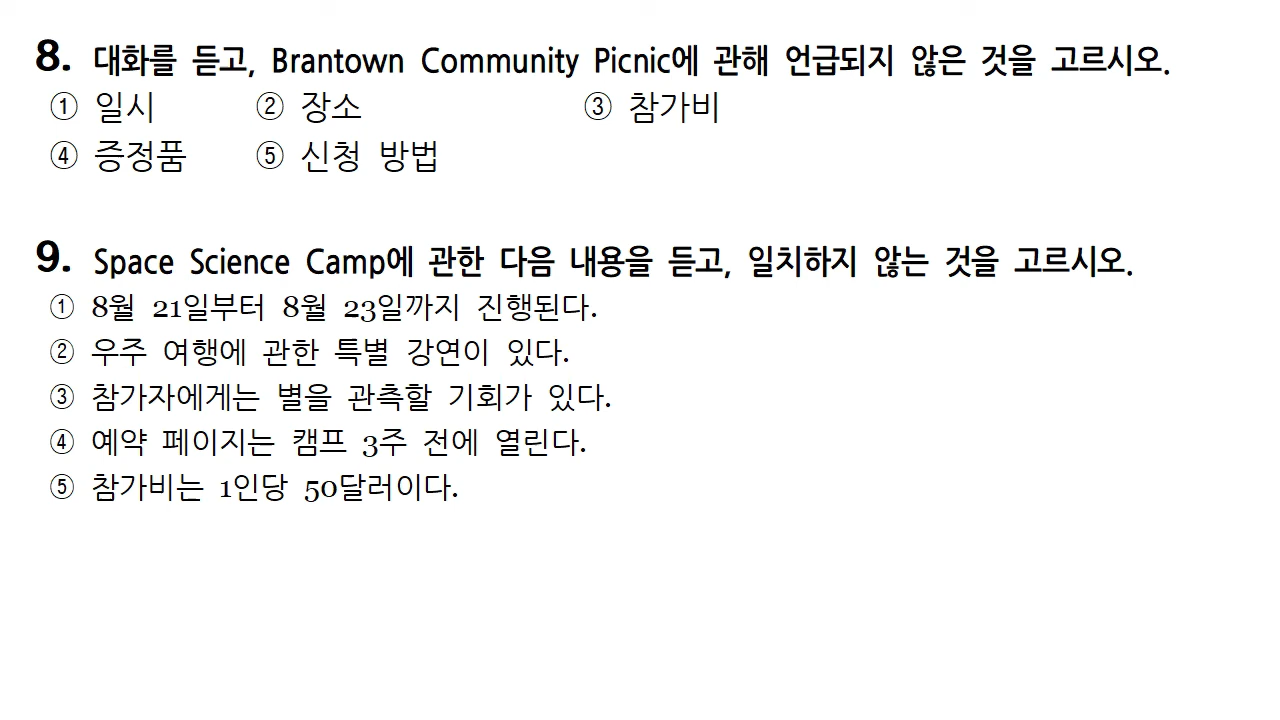 8. 대화를 듣고, Brantown Community Picnic에 관해 언급되지 않은 것을 고르시오.
① 일시 ② 장소 ③ 참가비
④ 증정품 ⑤ 신청 방법
9. Space Science Camp에 관한 다음 내용을 듣고, 일치하지 않는 것을 고르시오.
① 8월 21일부터 8월 23일까지 진행된다.
② 우주 여행에 관한 특별 강연이 있다.
③ 참가자에게는 별을 관측할 기회가 있다.
④ 예약 페이지는 캠프 3주 전에 열린다.
⑤ 참가비는 1인당 50달러이다.